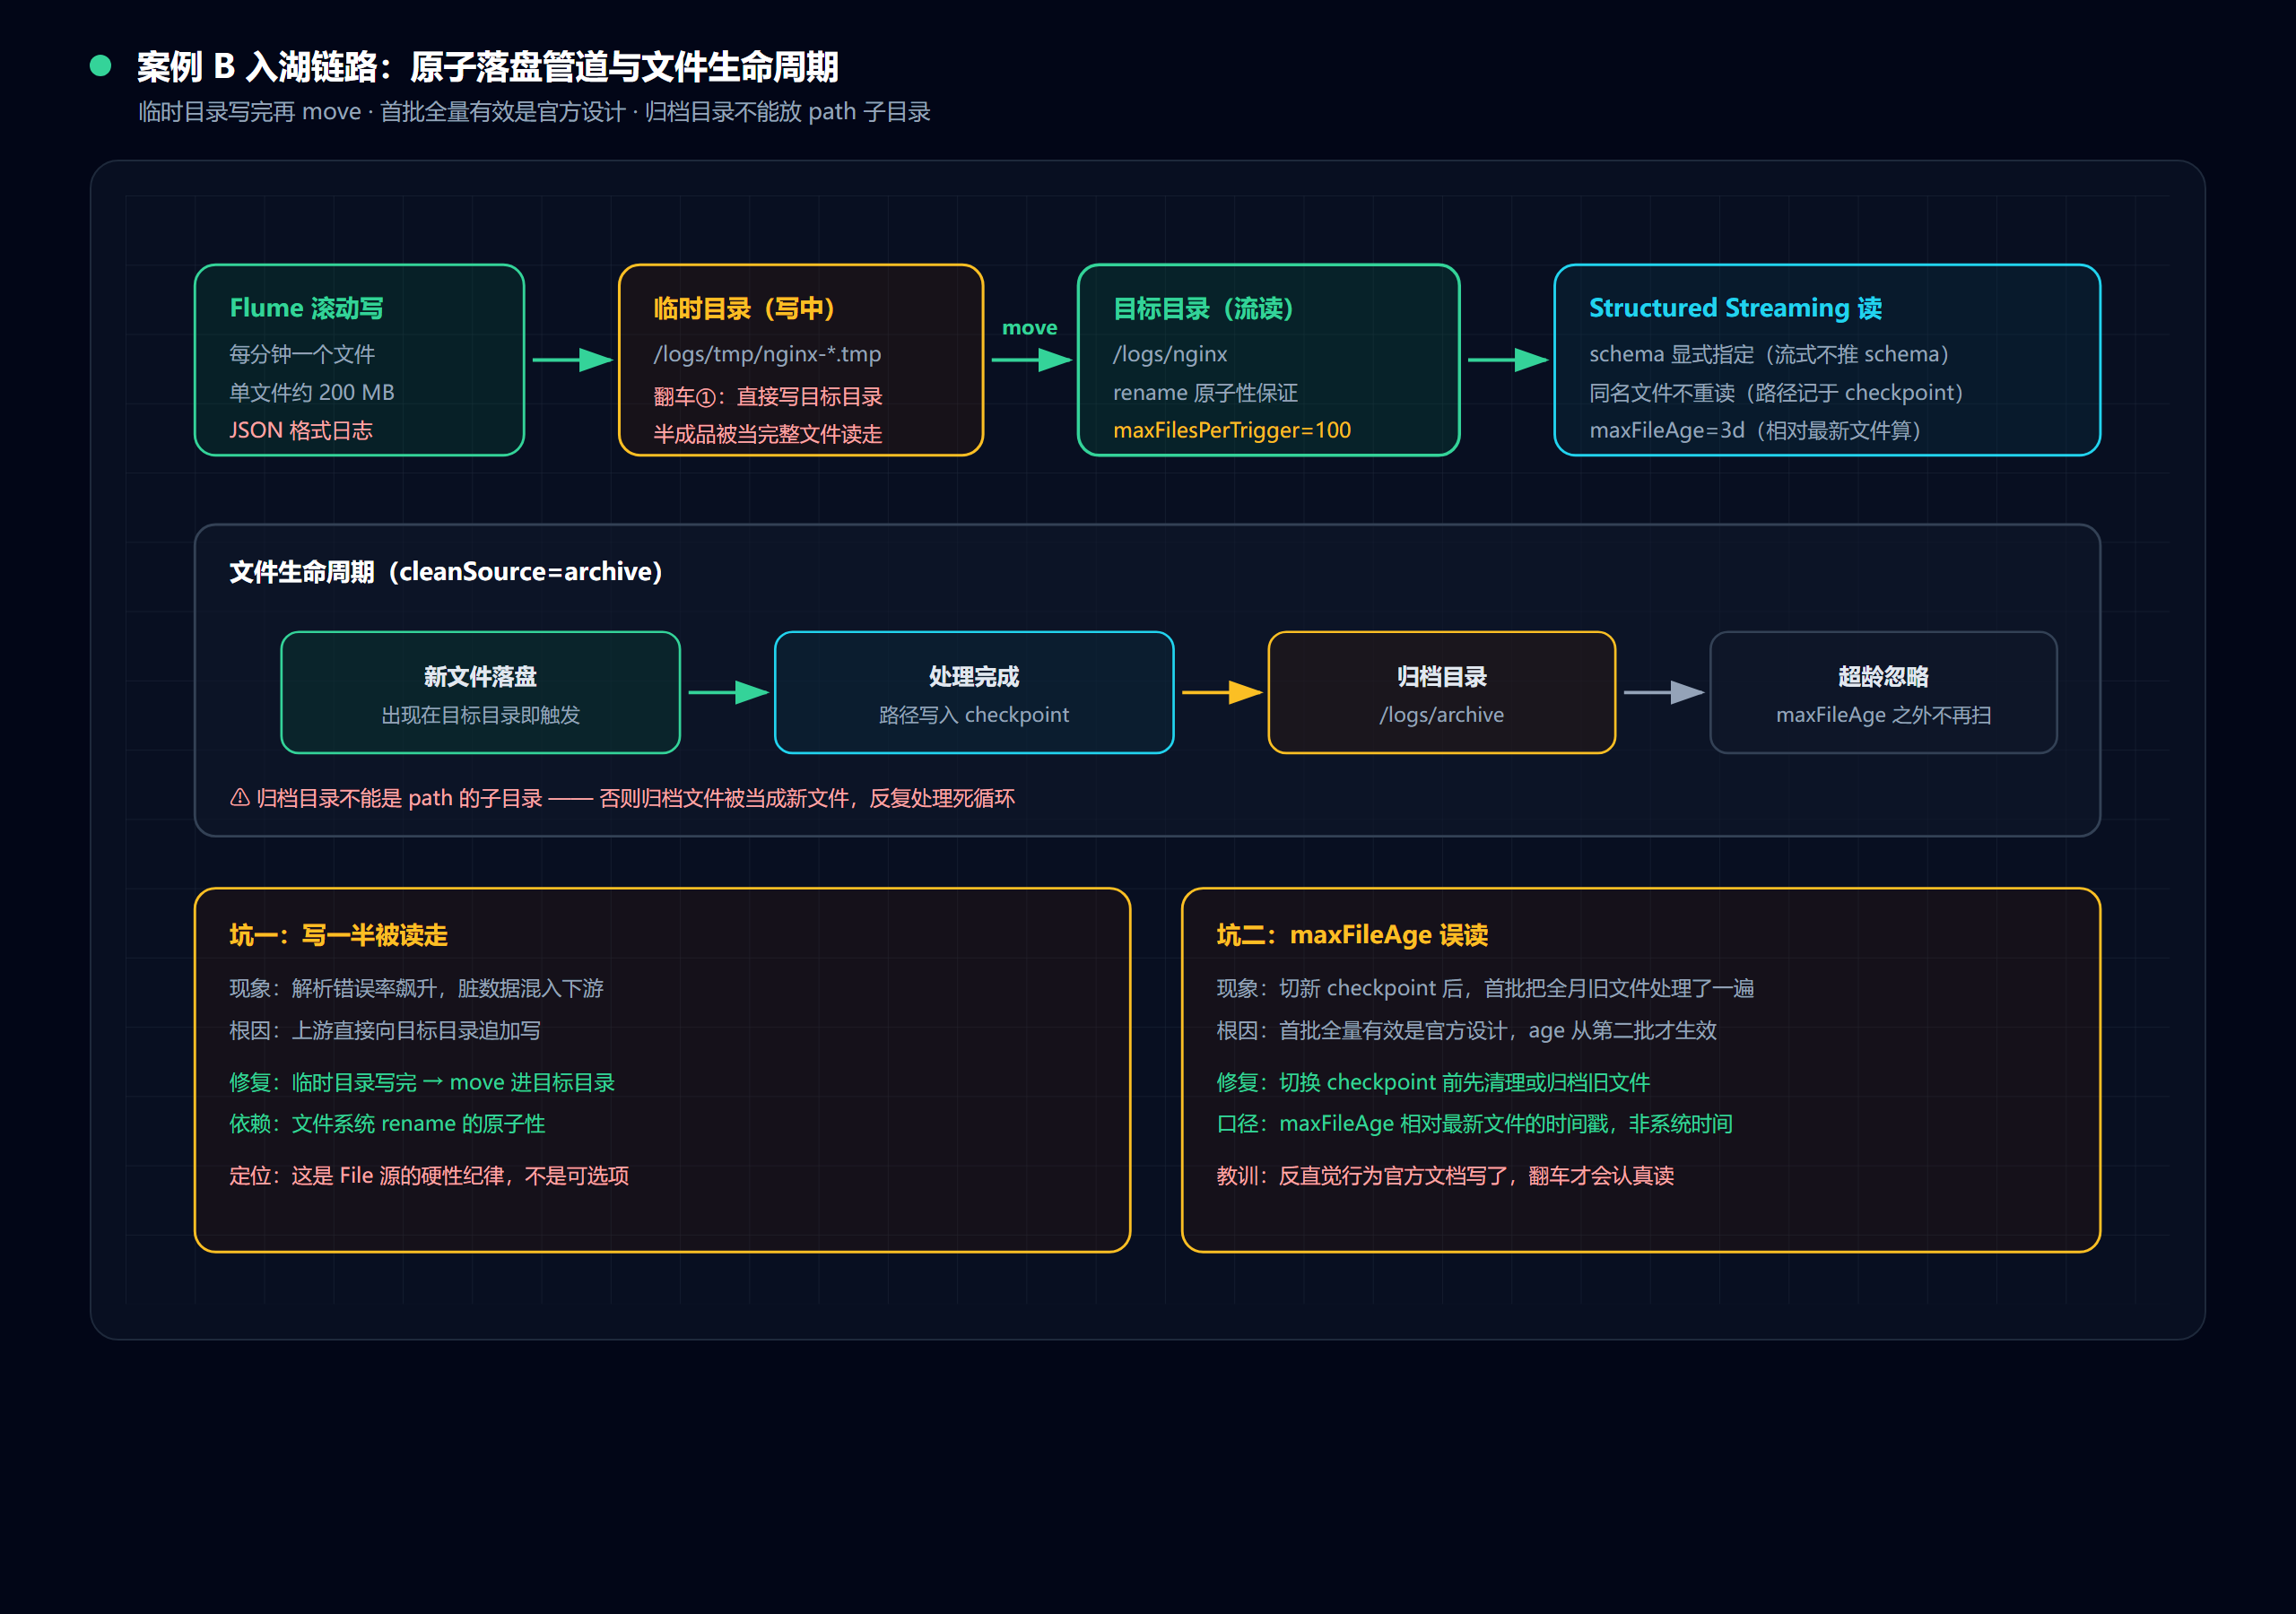 案例 B 入湖链路：原子落盘管道与文件生命周期
临时目录写完再 move · 首批全量有效是官方设计 · 归档目录不能放 path 子目录
Flume 滚动写
每分钟一个文件
单文件约 200 MB
JSON 格式日志
临时目录（写中）
/logs/tmp/nginx-*.tmp
翻车①：直接写目标目录
半成品被当完整文件读走
move
目标目录（流读）
/logs/nginx
rename 原子性保证
maxFilesPerTrigger=100
Structured Streaming 读
schema 显式指定（流式不推 schema）
同名文件不重读（路径记于 checkpoint）
maxFileAge=3d（相对最新文件算）
文件生命周期（cleanSource=archive）
新文件落盘
出现在目标目录即触发
处理完成
路径写入 checkpoint
归档目录
/logs/archive
超龄忽略
maxFileAge 之外不再扫
⚠ 归档目录不能是 path 的子目录 —— 否则归档文件被当成新文件，反复处理死循环
坑一：写一半被读走
现象：解析错误率飙升，脏数据混入下游
根因：上游直接向目标目录追加写
修复：临时目录写完 → move 进目标目录
依赖：文件系统 rename 的原子性
定位：这是 File 源的硬性纪律，不是可选项
坑二：maxFileAge 误读
现象：切新 checkpoint 后，首批把全月旧文件处理了一遍
根因：首批全量有效是官方设计，age 从第二批才生效
修复：切换 checkpoint 前先清理或归档旧文件
口径：maxFileAge 相对最新文件的时间戳，非系统时间
教训：反直觉行为官方文档写了，翻车才会认真读